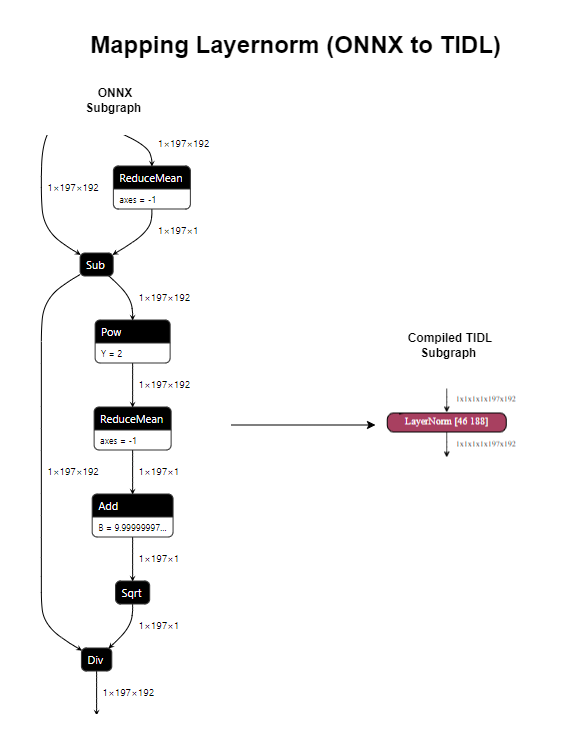 Mapping Layernorm (ONNX to TIDL)
ONNX
Subgraph
1×197×192
ReduceMean
1×197×192
axes = -1
1×197×1
Sub
1×197×192
Pow
Y = 2
1×197×192
ReduceMean
axes = -1
1×197×192
1×197×1
Add
B = 9.99999997...
1×197×1
Sqrt
1×197×1
Div
1×197×192
Compiled TIDL
Subgraph
1x1x1x1x197x192
LayerNorm [46 188]
1x1x1x1x197x192